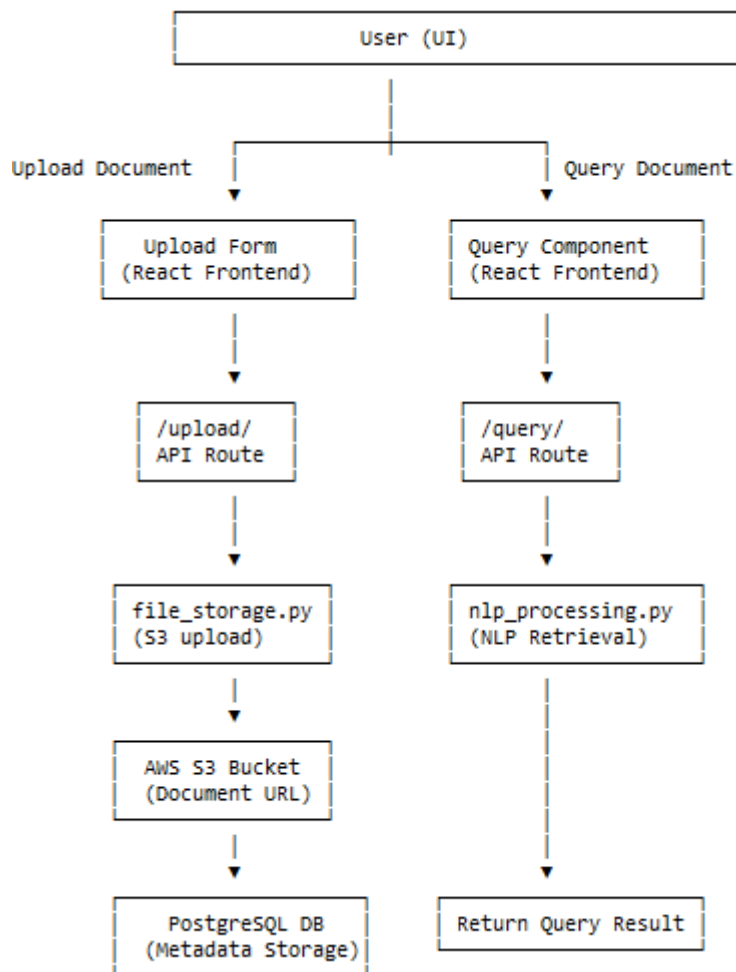 User (UI)
Upload Document
Query Document
Upload Form
(React Frontend)
Query Component
(React Frontend)
/upload/
API Route
/query/
API Route
file_storage.py
(S3 upload)
nlp_processing.py
(NLP Retrieval)
AWS S3 Bucket
(Document URL)
PostgreSQL DB
(Metadata Storage)
Return Query Result